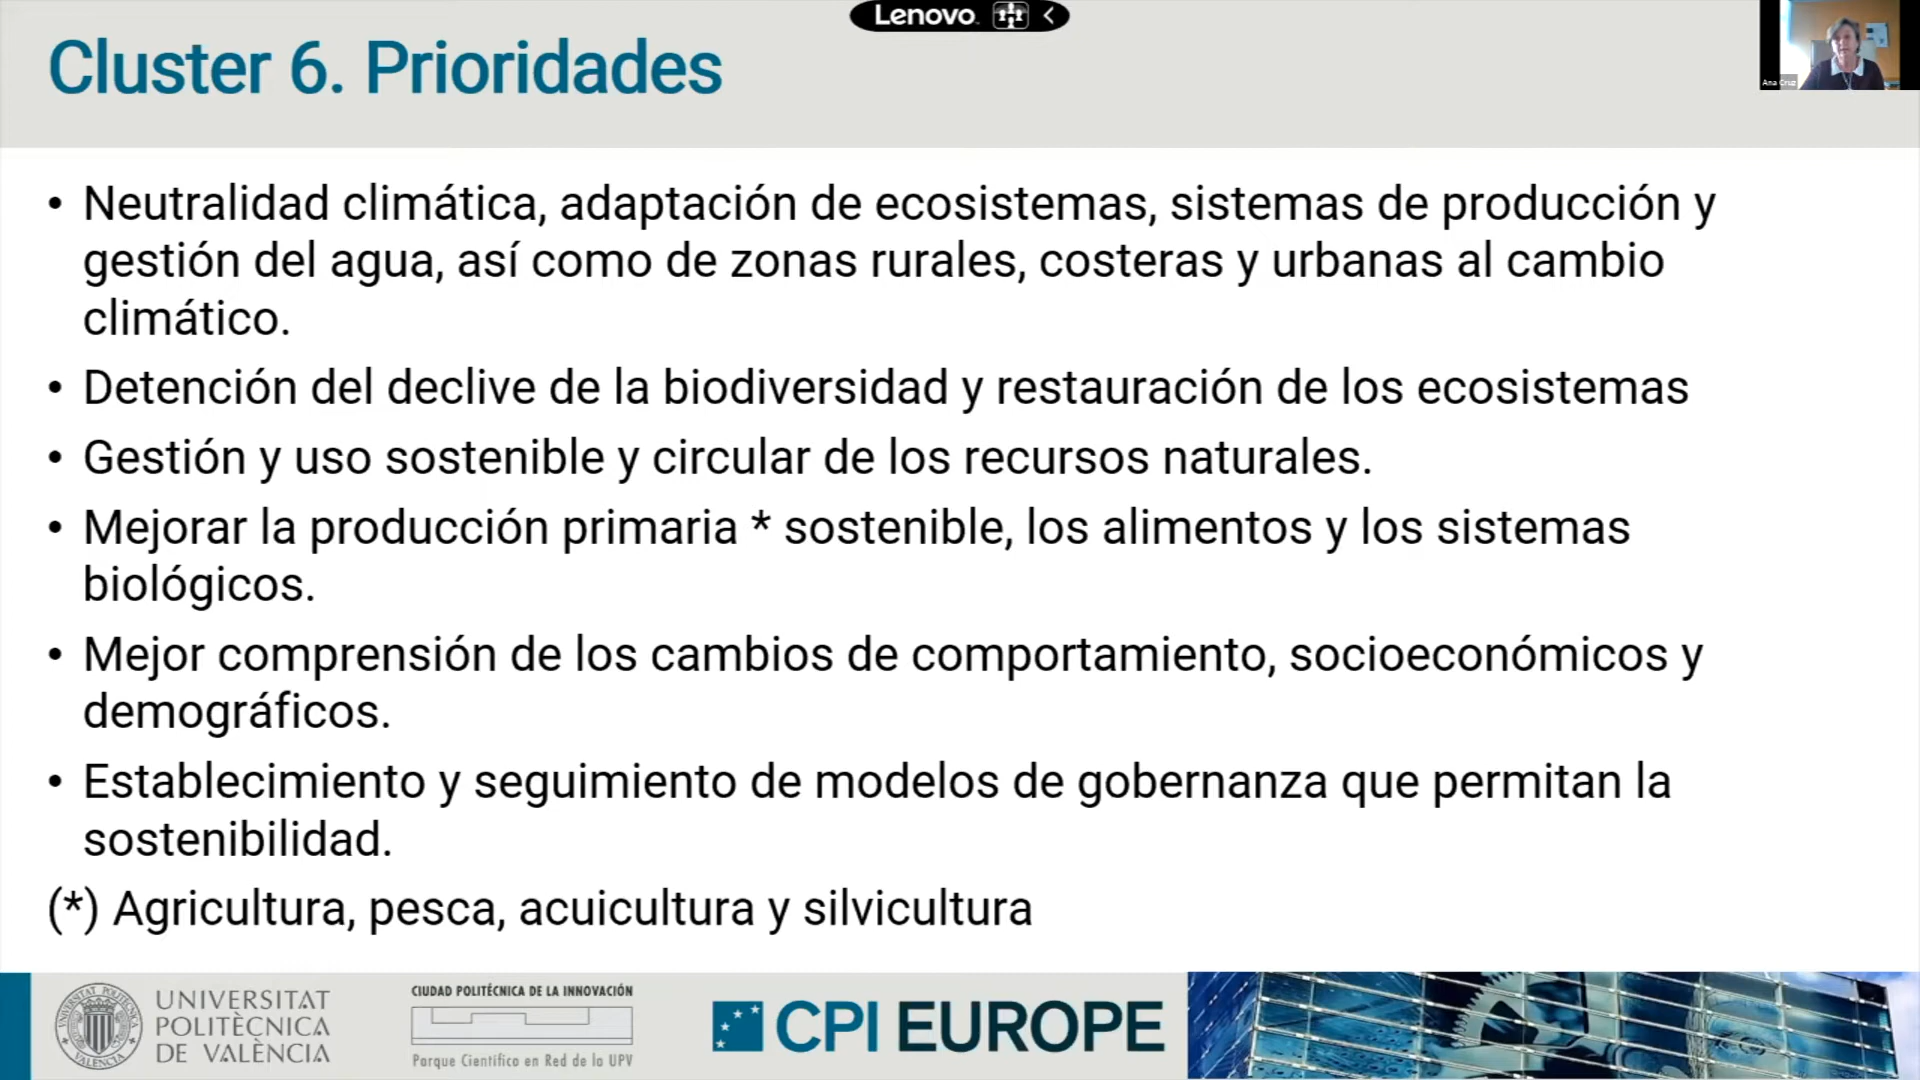 Lenovo
Cluster 6. Prioridades
Ana Cruz
• Neutralidad climática, adaptación de ecosistemas, sistemas de producción y
gestión del agua, así como de zonas rurales, costeras y urbanas al cambio
climático.
• Detención del declive de la biodiversidad y restauración de los ecosistemas
• Gestión y uso sostenible y circular de los recursos naturales.
• Mejorar la producción primaria * sostenible, los alimentos y los sistemas
biológicos.
• Mejor comprensión de los cambios de comportamiento, socioeconómicos y
demográficos.
• Establecimiento y seguimiento de modelos de gobernanza que permitan la
sostenibilidad.
(*) Agricultura, pesca, acuicultura y silvicultura
UNIVERSITAT
POLITÈCNICA
DE VALÈNCIA
CIUDAD POLITÉCNICA DE LA INNOVACIÓN
Parque Científico en Red de la UPV
CPI EUROPE